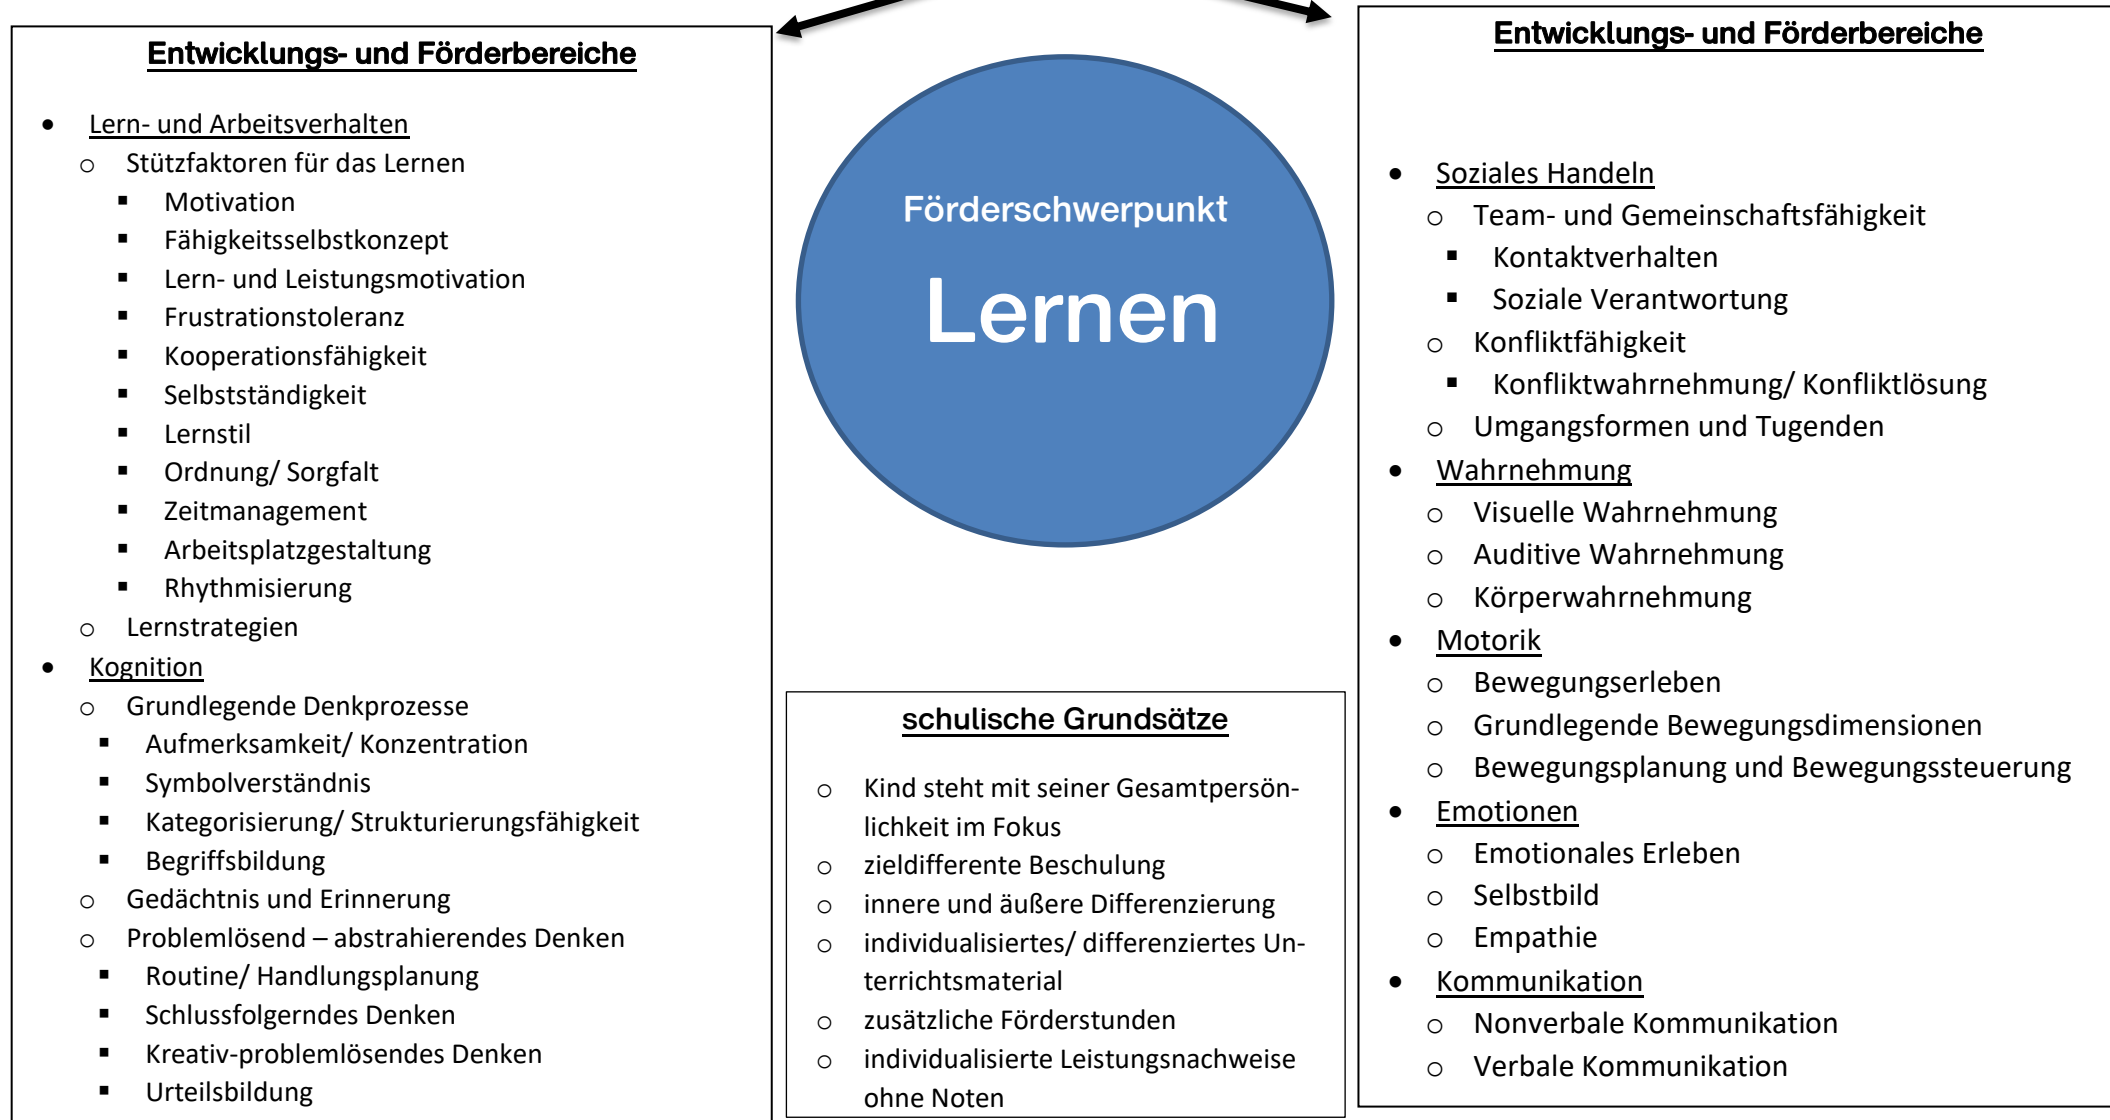 Entwicklungs- und Förderbereiche
• Lern- und Arbeitsverhalten
o Stützfaktoren für das Lernen
▪ Motivation
▪ Fähigkeitsselbstkonzept
▪ Lern- und Leistungsmotivation
▪ Frustrationstoleranz
▪ Kooperationsfähigkeit
▪ Selbstständigkeit
▪ Lernstil
▪ Ordnung/ Sorgfalt
▪ Zeitmanagement
▪ Arbeitsplatzgestaltung
▪ Rhythmisierung
o Lernstrategien
• Kognition
o Grundlegende Denkprozesse
▪ Aufmerksamkeit/ Konzentration
▪ Symbolverständnis
▪ Kategorisierung/ Strukturierungsfähigkeit
▪ Begriffsbildung
o Gedächtnis und Erinnerung
o Problemlösend – abstrahierendes Denken
▪ Routine/ Handlungsplanung
▪ Schlussfolgerndes Denken
▪ Kreativ-problemlösendes Denken
▪ Urteilsbildung
Förderschwerpunkt
Lernen
schulische Grundsätze
o Kind steht mit seiner Gesamtpersön-
lichkeit im Fokus
o zieldifferente Beschulung
o innere und äußere Differenzierung
o individualisiertes/ differenziertes Un-
terrichtsmaterial
o zusätzliche Förderstunden
o individualisierte Leistungsnachweise
ohne Noten
Entwicklungs- und Förderbereiche
• Soziales Handeln
o Team- und Gemeinschaftsfähigkeit
▪ Kontaktverhalten
▪ Soziale Verantwortung
o Konfliktfähigkeit
▪ Konfliktwahrnehmung/ Konfliktlösung
o Umgangsformen und Tugenden
• Wahrnehmung
o Visuelle Wahrnehmung
o Auditive Wahrnehmung
o Körperwahrnehmung
• Motorik
o Bewegungserleben
o Grundlegende Bewegungsdimensionen
o Bewegungsplanung und Bewegungssteuerung
• Emotionen
o Emotionales Erleben
o Selbstbild
o Empathie
• Kommunikation
o Nonverbale Kommunikation
o Verbale Kommunikation